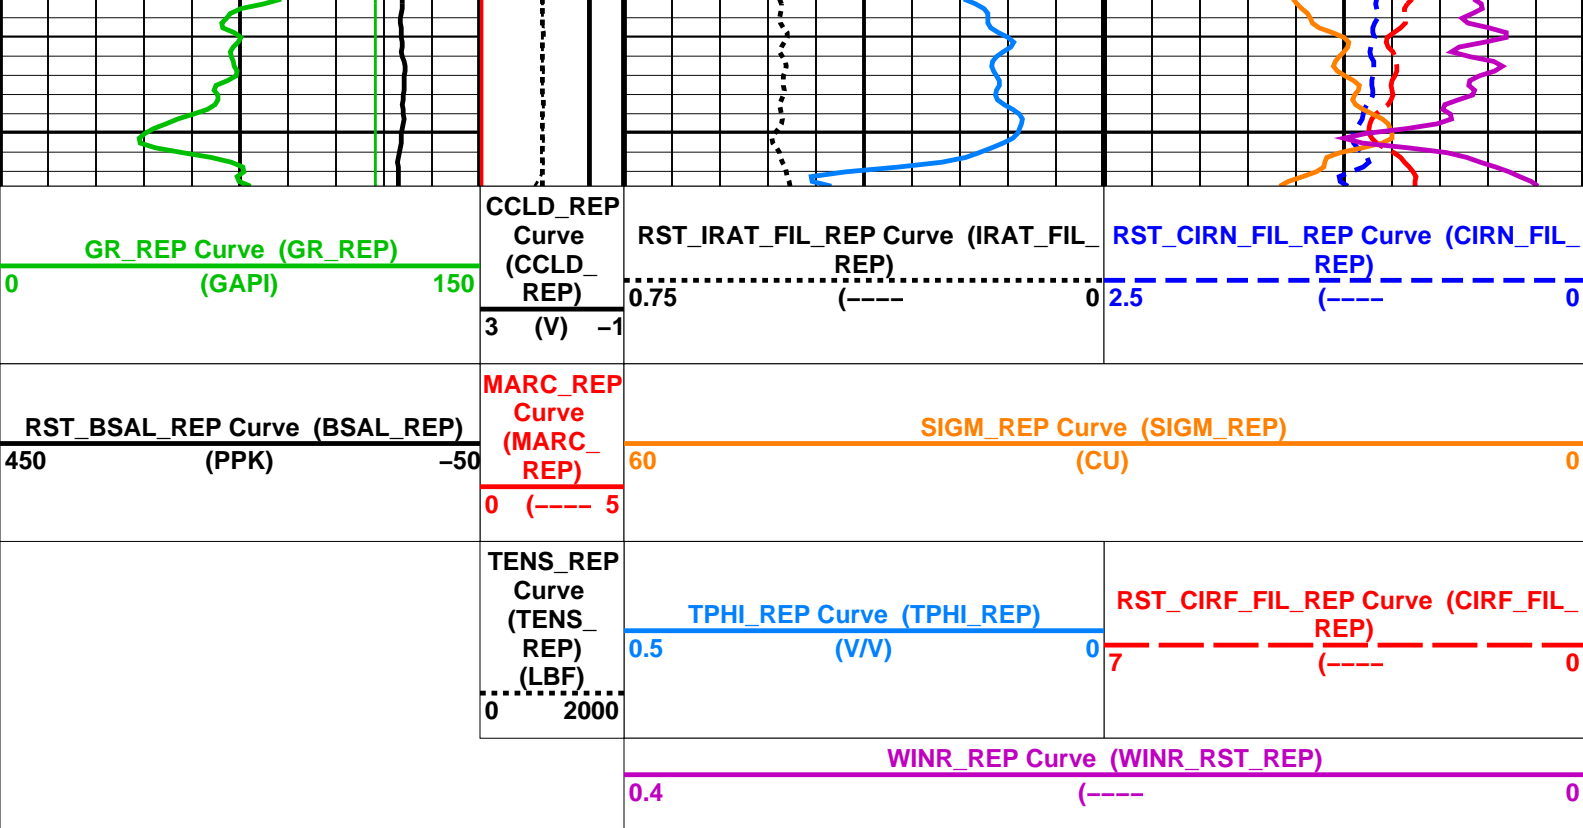 GR_REP Curve (GR_REP)
0 (GAPI) 150
CCLD_REP
Curve
(CCLD_
REP)
3 (V) −1
RST_IRAT_FIL_REP Curve (IRAT_FIL_
REP)
0.75 (−−−− 0
RST_CIRN_FIL_REP Curve (CIRN_FIL_
REP)
2.5 (−−−− 0
RST_BSAL_REP Curve (BSAL_REP)
450 (PPK) −50
MARC_REP
Curve
(MARC_
REP)
0 (−−−− 5
SIGM_REP Curve (SIGM_REP)
60 (CU) 0
TENS_REP
Curve
(TENS_
REP)
(LBF)
0 2000
TPHI_REP Curve (TPHI_REP)
0.5 (V/V) 0
RST_CIRF_FIL_REP Curve (CIRF_FIL_
REP)
7 (−−−− 0
WINR_REP Curve (WINR_RST_REP)
0.4 (−−−− 0